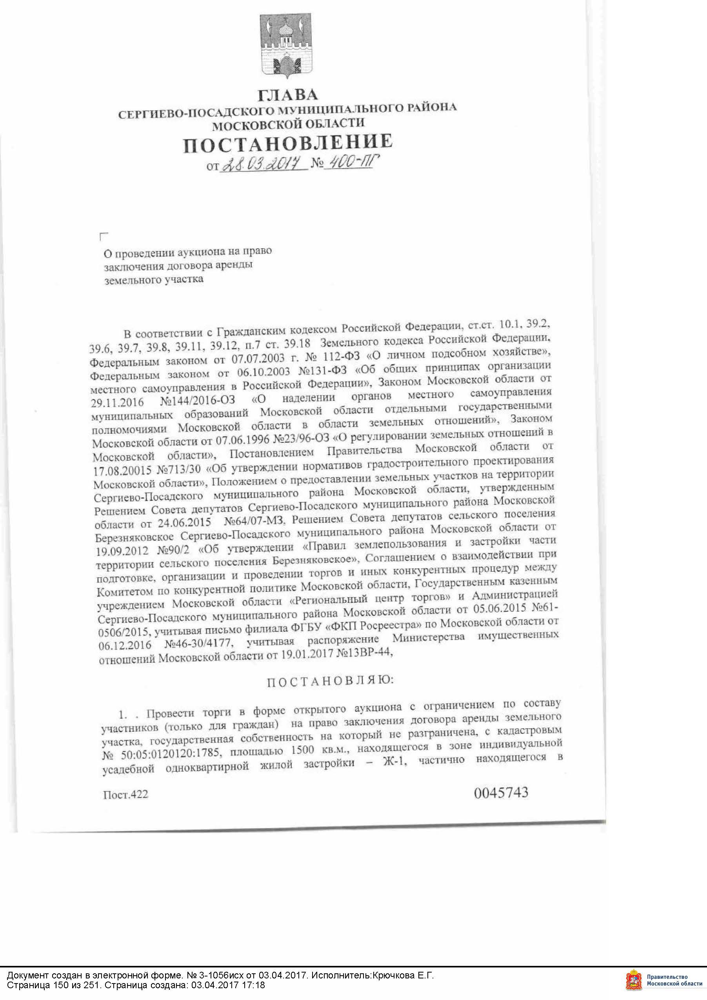 ГЛАВА
СЕРГИЕВО-ПОСАДСКОГО МУНИЦИПАЛЬНОГО РАЙОНА
МОСКОВСКОЙ ОБЛАСТИ
ПОСТАНОВЛЕНИЕ
от 28.03.2017 № 400-ПГ
О проведении аукциона на право
заключения договора аренды
земельного участка
В соответствии с Гражданским кодексом Российской Федерации, ст.ст. 10.1, 39.2,
39.6, 39.7, 39.8, 39.11, 39.12, п.7 ст. 39.18 Земельного кодекса Российской Федерации,
Федеральным законом от 07.07.2003 г. № 112-ФЗ «О личном подсобном хозяйстве»,
Федеральным законом от 06.10.2003 №131-ФЗ «Об общих принципах организации
местного самоуправления в Российской Федерации», Законом Московской области от
29.11.2016 №144/2016-ОЗ «О наделении органов местного самоуправления
муниципальных образований Московской области отдельными государственными
полномочиями Московской области в области земельных отношений», Законом
Московской области от 07.06.1996 №23/96-ОЗ «О регулировании земельных отношений в
Московской области», Постановлением Правительства Московской области от
17.08.20015 №713/30 «Об утверждении нормативов градостроительного проектирования
Московской области», Положением о предоставлении земельных участков на территории
Сергиево-Посадского муниципального района Московской области, утвержденным
Решением Совета депутатов Сергиево-Посадского муниципального района Московской
области от 24.06.2015 №64/07-МЗ, Решением Совета депутатов сельского поселения
Березняковское Сергиево-Посадского муниципального района Московской области от
19.09.2012 №90/2 «Об утверждении «Правил землепользования и застройки части
территории сельского поселения Березняковское», Соглашением о взаимодействии при
подготовке, организации и проведении торгов и иных конкурентных процедур между
Комитетом по конкурентной политике Московской области, Государственным казенным
учреждением Московской области «Региональный центр торгов» и Администрацией
Сергиево-Посадского муниципального района Московской области от 05.06.2015 №61-
0506/2015, учитывая письмо филиала ФГБУ «ФКП Росреестра» по Московской области от
06.12.2016 №46-30/4177, учитывая распоряжение Министерства имущественных
отношений Московской области от 19.01.2017 №13ВР-44,
П О С Т А Н О В Л Я Ю:
1. . Провести торги в форме открытого аукциона с ограничением по составу
участников (только для граждан) на право заключения договора аренды земельного
участка, государственная собственность на который не разграничена, с кадастровым
№ 50:05:0120120:1785, площадью 1500 кв.м., находящегося в зоне индивидуальной
усадебной одноквартирной жилой застройки – Ж-1, частично находящегося в
Пост.422 0045743
Документ создан в электронной форме. № 3-1056исх от 03.04.2017. Исполнитель:Крючкова Е.Г.
Страница 150 из 251. Страница создана: 03.04.2017 17:18
Правительство
Московской области